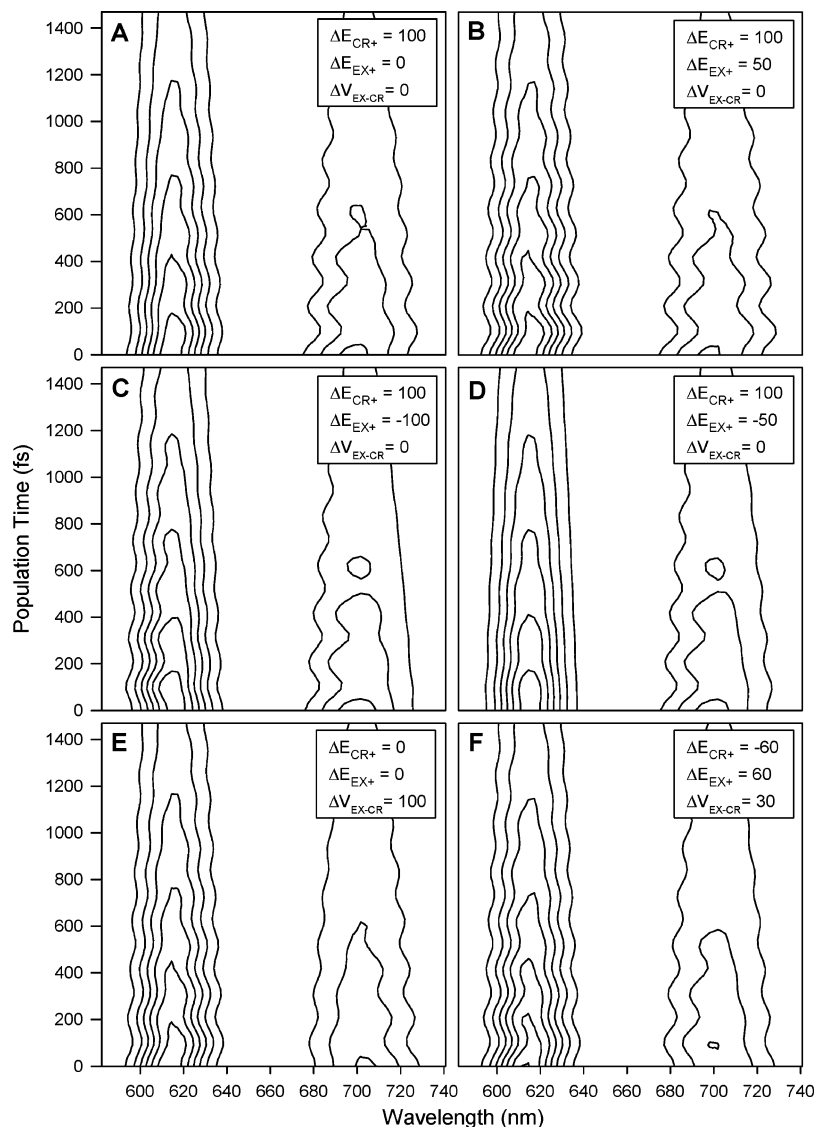 A
ΔE_CR+ = 100
ΔE_EX+ = 0
ΔV_EX-CR = 0
B
ΔE_CR+ = 100
ΔE_EX+ = 50
ΔV_EX-CR = 0
1400
1200
1000
800
600
400
200
0
C
ΔE_CR+ = 100
ΔE_EX+ = -100
ΔV_EX-CR = 0
D
ΔE_CR+ = 100
ΔE_EX+ = -50
ΔV_EX-CR = 0
1400
1200
1000
800
600
400
200
0
Population Time (fs)
E
ΔE_CR+ = 0
ΔE_EX+ = 0
ΔV_EX-CR = 100
F
ΔE_CR+ = -60
ΔE_EX+ = 60
ΔV_EX-CR = 30
1400
1200
1000
800
600
400
200
0
600 620 640 660 680 700 720 740 600 620 640 660 680 700 720 740
Wavelength (nm)